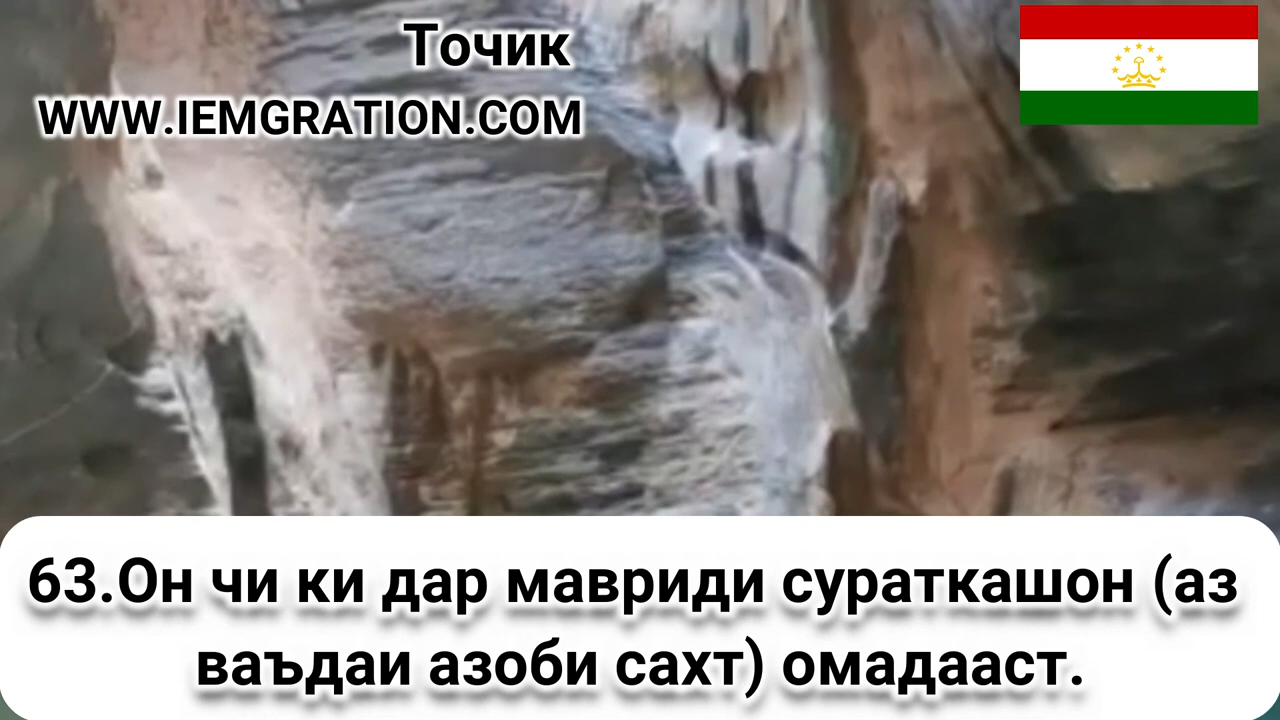 Точик
WWW.IEMGRATION.COM
63.Он чи ки дар мавриди сураткашон (аз
ваъдаи азоби сахт) омадааст.